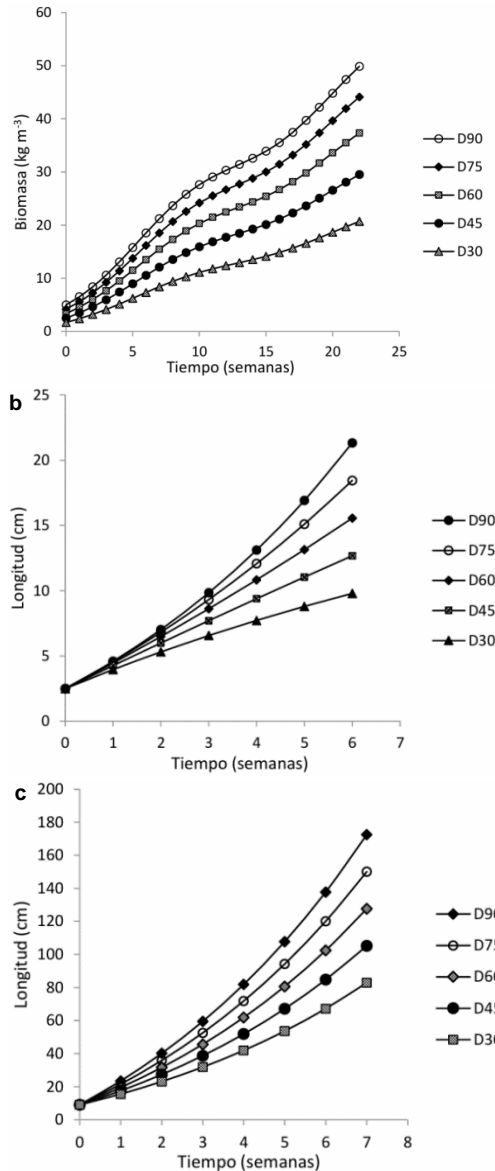 60
50
40
30
20
10
0
Biomasa (kg m-3)
0 5 10 15 20 25
Tiempo (semanas)
D90
D75
D60
D45
D30
b
25
20
15
10
5
0
Longitud (cm)
0 1 2 3 4 5 6 7
Tiempo (semanas)
D90
D75
D60
D45
D30
c
200
180
160
140
120
100
80
60
40
20
0
Longitud (cm)
0 1 2 3 4 5 6 7 8
Tiempo (semanas)
D90
D75
D60
D45
D30